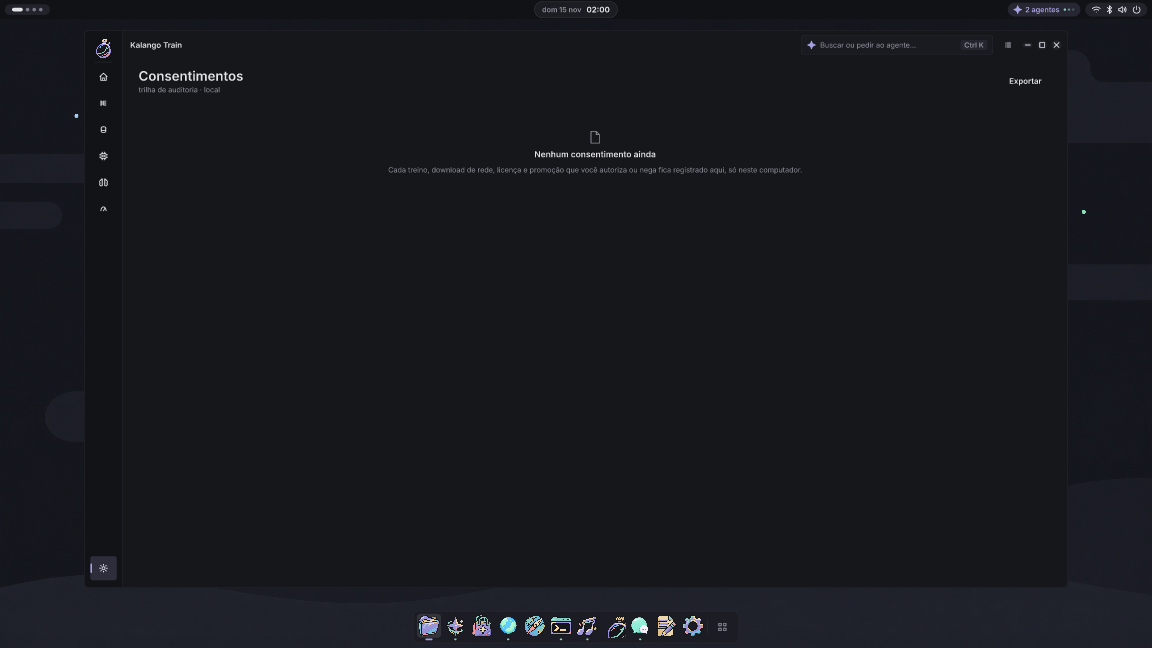 dom 15 nov 02:00
2 agentes
Kalango Train
Buscar ou pedir ao agente...
Ctrl K
Consentimentos
trilha de auditoria · local
Exportar
Nenhum consentimento ainda
Cada treino, download de rede, licença e promoção que você autoriza ou nega fica registrado aqui, só neste computador.